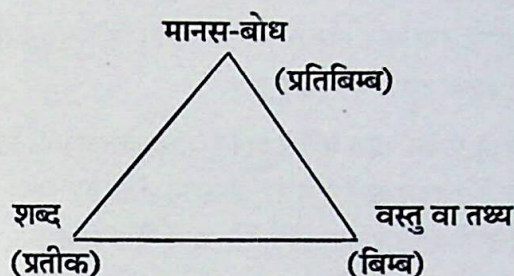 मानस-बोध
(प्रतिबिम्ब)
शब्द
(प्रतीक)
वस्तु वा तथ्य
(बिम्ब)